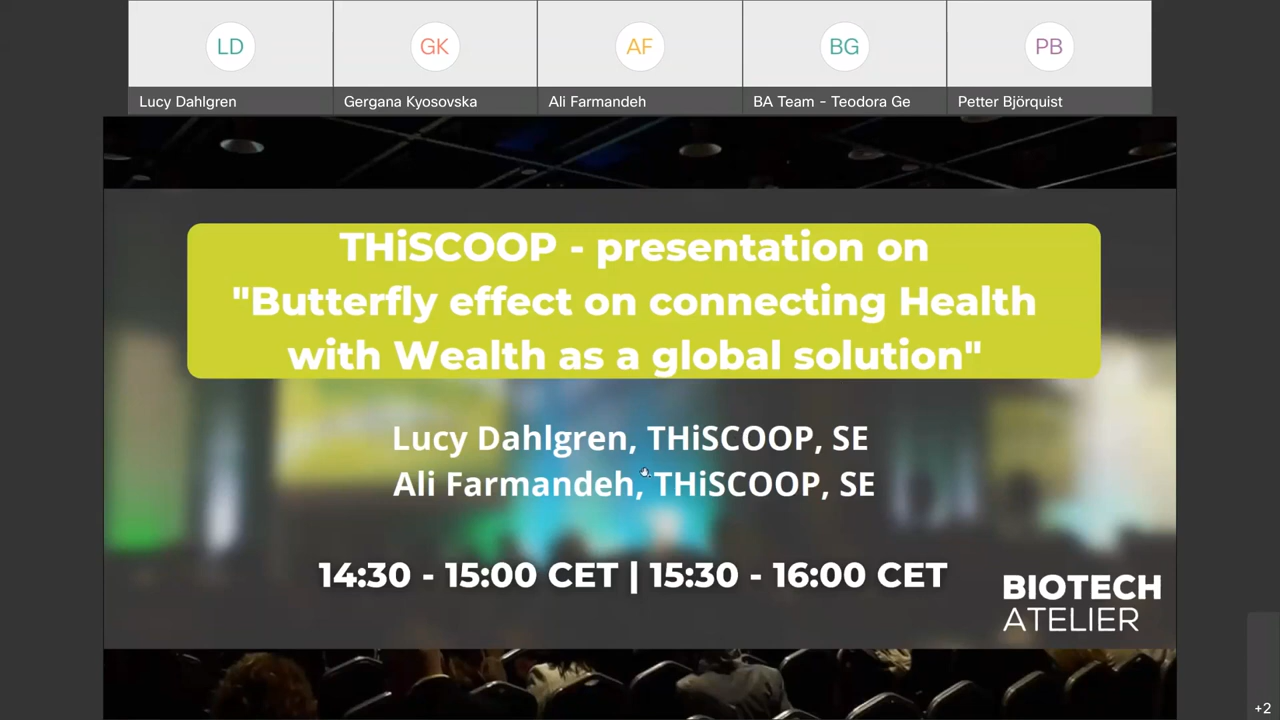 LD
GK
AF
BG
PB
Lucy Dahlgren
Gergana Kyosovska
Ali Farmandeh
BA Team - Teodora Ge
Petter Björquist
THiSCOOP - presentation on
"Butterfly effect on connecting Health
with Wealth as a global solution"
Lucy Dahlgren, THiSCOOP, SE
Ali Farmandeh, THiSCOOP, SE
14:30 - 15:00 CET | 15:30 - 16:00 CET
BIOTECH
ATELIER
+2